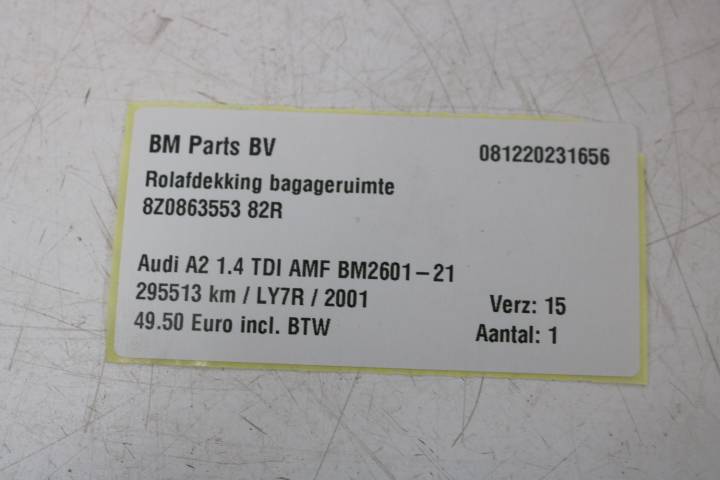 BM Parts BV 081220231656
Rolafdekking bagageruimte
8Z0863553 82R
Audi A2 1.4 TDI AMF BM2601-21
295513 km / LY7R / 2001 Verz: 15
49.50 Euro incl. BTW Aantal: 1